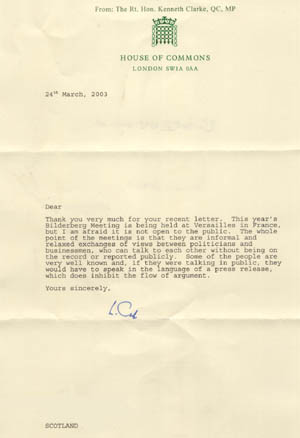 From: The Rt. Hon. Kenneth Clarke, QC, MP
HOUSE OF COMMONS
LONDON SW1A 0AA
24th March, 2003
Dear
Thank you very much for your recent letter. This year's
Bilderberg Meeting is being held at Versailles in France,
but I am afraid it is not open to the public. The whole
point of the meetings is that they are informal and
relaxed exchanges of views between politicians and
businessmen, who can talk to each other without being on
the record or reported publicly. Some of the people are
very well known and, if they were talking in public, they
would have to speak in the language of a press release,
which does inhibit the flow of argument.
Yours sincerely,
SCOTLAND